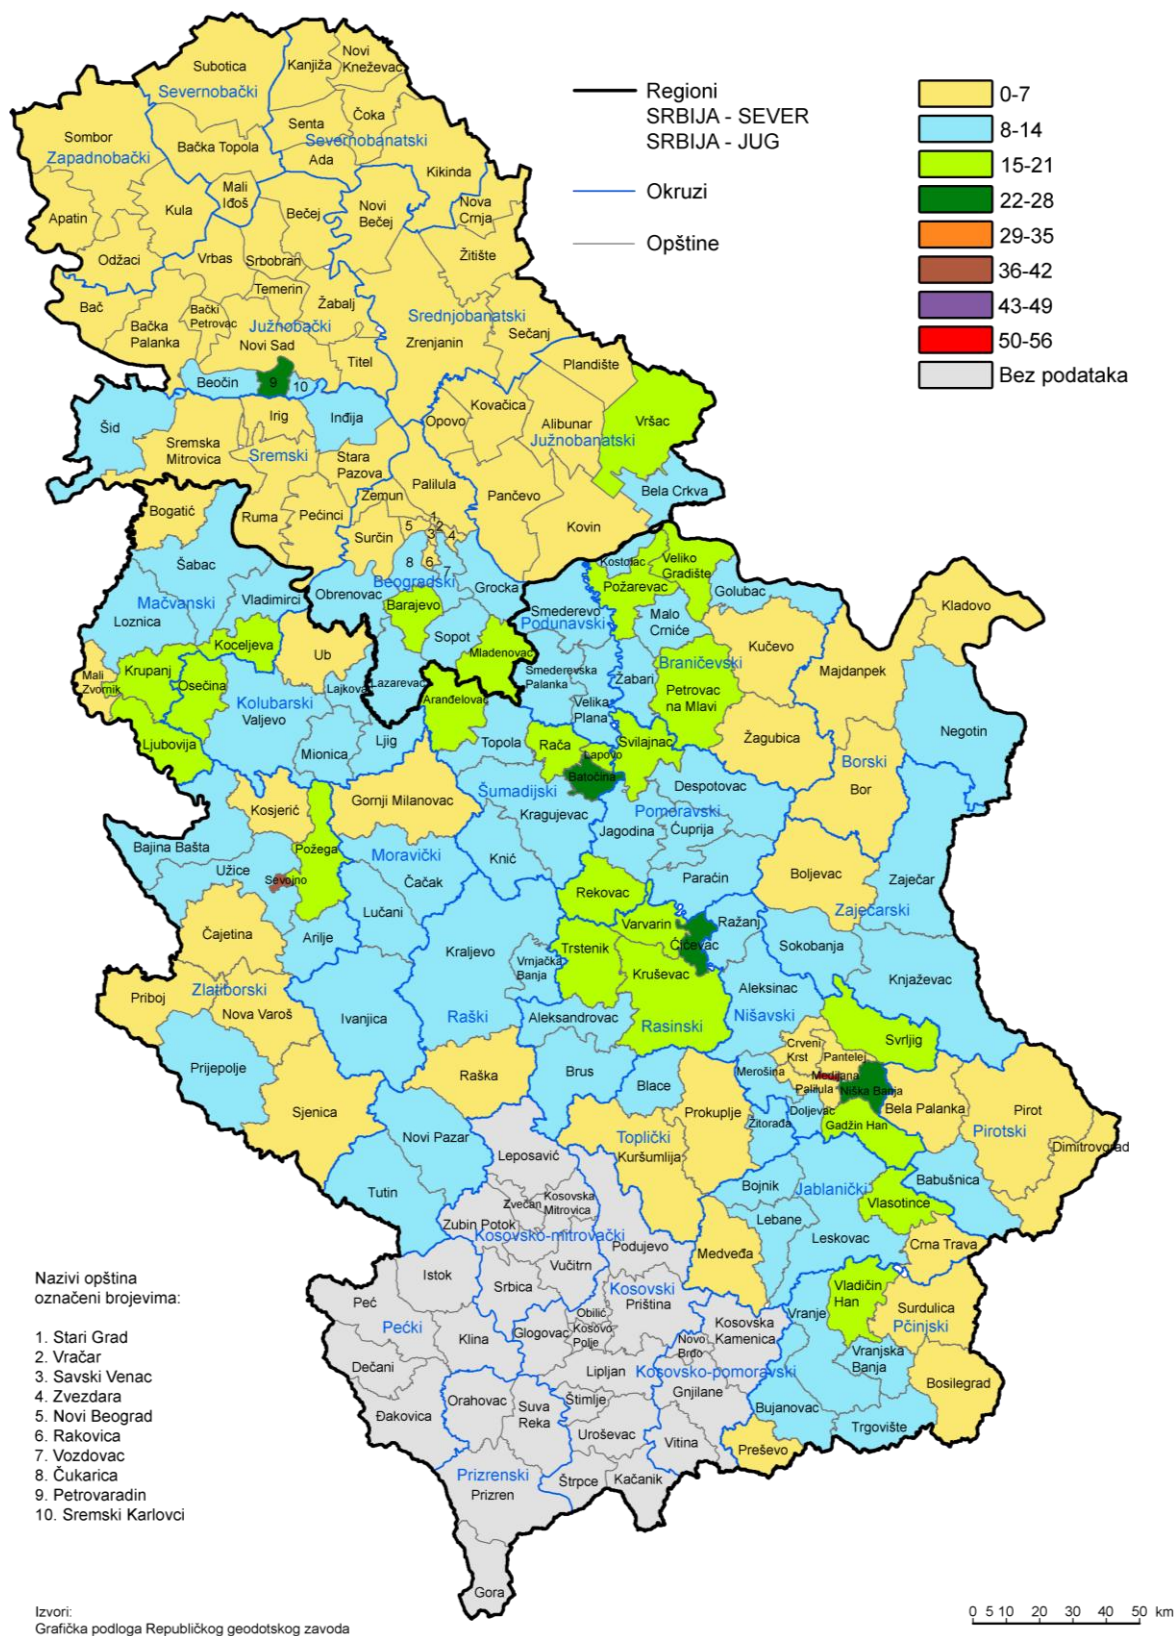 Regioni
SRBIJA - SEVER
SRBIJA - JUG
Okruzi
Opštine
0-7
8-14
15-21
22-28
29-35
36-42
43-49
50-56
Bez podataka
Subotica
Severnobački
Kanjiža
Novi
Kneževac
Sombor
Zapadnobački
Bačka Topola
Senta
Čoka
Severnobanatski
Ada
Kikinda
Mali
Iđoš
Kula
Apatin
Bečej
Novi
Bečej
Nova
Crnja
Odžaci
Vrbas
Srbobran
Žitište
Temerin
Žabalj
Bač
Bačka
Palanka
Bački
Petrovac
Južnobački
Novi Sad
Srednjobanatski
Zrenjanin
Sečanj
Titel
Plandište
Beočin
9
10
Šid
Irig
Inđija
Kovačica
Opovo
Alibunar
Južnobanatski
Vršac
Sremska
Mitrovica
Sremski
Stara
Pazova
Palilula
Pančevo
Bela Crkva
Zemun
Bogatić
Ruma
Pećinci
Surčin
Kovin
1
2
3
4
5
6
7
8
Šabac
Mačvanski
Loznica
Vladimirci
Obrenovac
Beogradski
Barajevo
Grocka
Sopot
Mladenovac
Lazarevac
Kostolac
Veliko
Gradište
Požarevac
Golubac
Smederevo
Podunavski
Malo
Crniće
Kladovo
Kučevo
Majdanpek
Koceljeva
Ub
Mali
Zvornik
Krupanj
Osečina
Ljubovija
Kolubarski
Valjevo
Lajkovac
Mionica
Ljig
Aranđelovac
Smederevska
Palanka
Velika
Plana
Žabari
Braničevski
Petrovac
na Mlavi
Žagubica
Negotin
Borski
Bor
Topola
Rača
Lapovo
Batočina
Svilajnac
Šumadijski
Kragujevac
Despotovac
Pomoravski
Jagodina
Ćuprija
Kosjerić
Gornji Milanovac
Bajina Bašta
Užice
Požega
Sevojno
Moravički
Čačak
Knić
Lučani
Paraćin
Boljevac
Zaječar
Zaječarski
Rekovac
Varvarin
Ćićevac
Ražanj
Sokobanja
Knjaževac
Čajetina
Arilje
Kraljevo
Vrnjačka
Banja
Trstenik
Kruševac
Aleksinac
Priboj
Zlatiborski
Nova Varoš
Ivanjica
Raški
Aleksandrovac
Rasinski
Nišavski
Svrljig
Prijepolje
Sjenica
Raška
Brus
Blace
Merošina
Crveni
Krst
Pantelej
Medijana
Palilula
Niška Banja
Prokuplje
Doljevac
Žitorađa
Gadžin Han
Bela Palanka
Pirot
Pirotski
Dimitrovgrad
Novi Pazar
Tutin
Leposavić
Toplički
Kuršumlija
Bojnik
Jablanički
Vlasotince
Babušnica
Zvečan
Kosovska
Mitrovica
Zubin Potok
Kosovsko-mitrovački
Lebane
Leskovac
Crna Trava
Medveđa
Podujevo
Vučitrn
Istok
Srbica
Peć
Pećki
Klina
Dečani
Đakovica
Glogovac
Obilić
Kosovo
Polje
Kosovski
Priština
Kosovska
Kamenica
Novo
Brdo
Lipljan
Kosovsko-pomoravski
Gnjilane
Vranje
Vladičin
Han
Surdulica
Pčinjski
Vranjska
Banja
Bosilegrad
Bujanovac
Trgovište
Preševo
Orahovac
Suva
Reka
Štimlje
Uroševac
Vitina
Prizrenski
Prizren
Štrpce
Kačanik
Gora
Nazivi opština
označeni brojevima:
1. Stari Grad
2. Vračar
3. Savski Venac
4. Zvezdara
5. Novi Beograd
6. Rakovica
7. Vozdovac
8. Čukarica
9. Petrovaradin
10. Sremski Karlovci
Izvori:
Grafička podloga Republičkog geodetskog zavoda
0 5 10 20 30 40 50 km